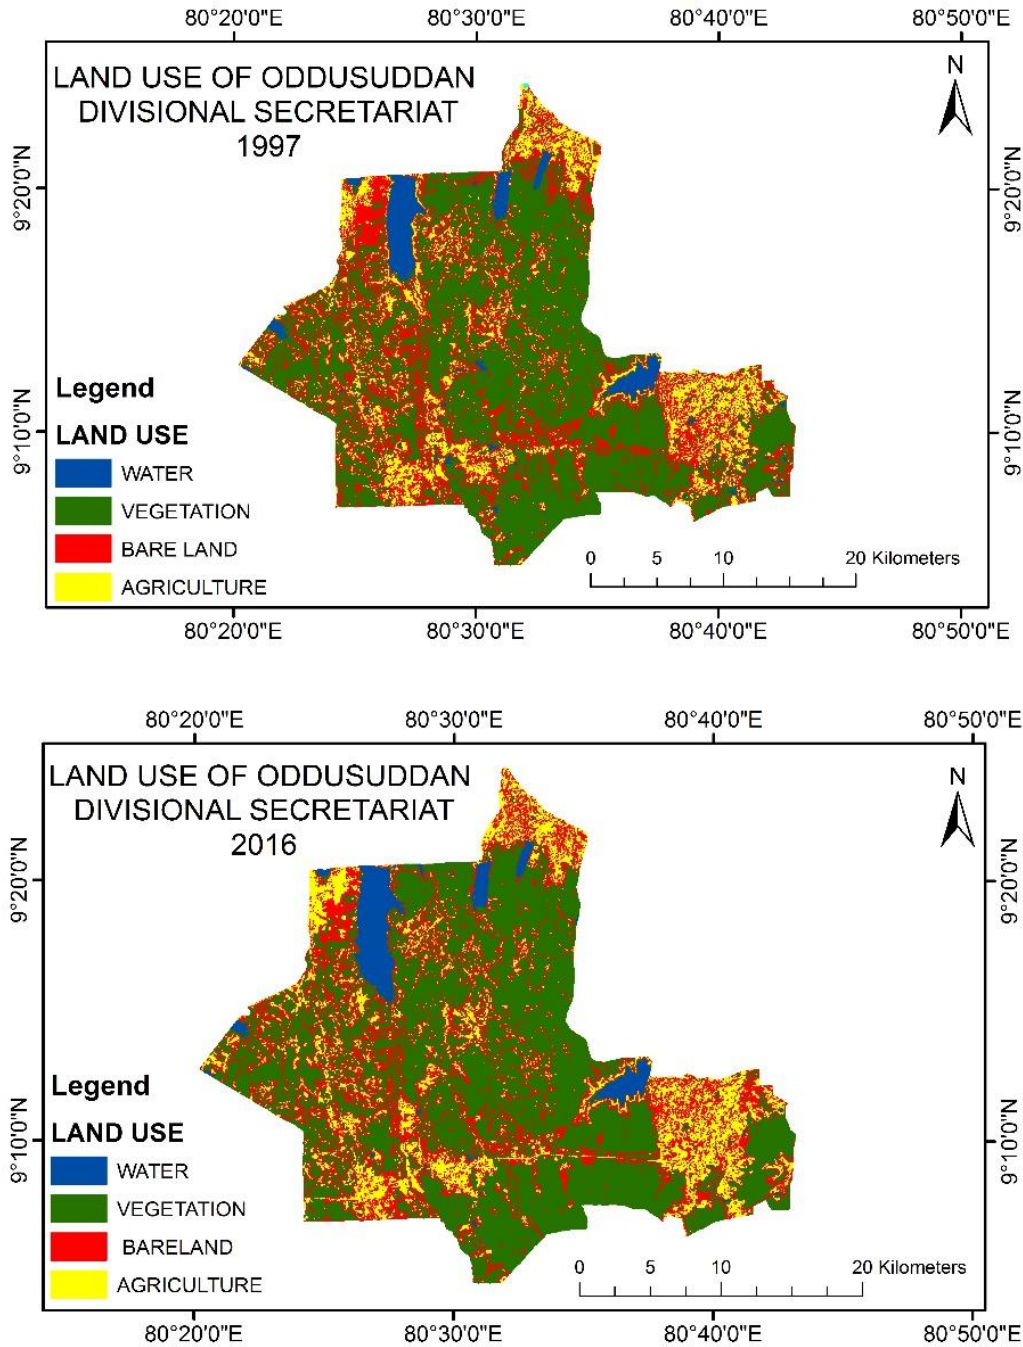 80°20'0"E 80°30'0"E 80°40'0"E 80°50'0"E
LAND USE OF ODDUSUDDAN
DIVISIONAL SECRETARIAT
1997
N
9°20'0"N 9°20'0"N
9°10'0"N 9°10'0"N
Legend
LAND USE
WATER
VEGETATION
BARE LAND
AGRICULTURE
0 5 10 20 Kilometers
80°20'0"E 80°30'0"E 80°40'0"E 80°50'0"E
80°20'0"E 80°30'0"E 80°40'0"E 80°50'0"E
LAND USE OF ODDUSUDDAN
DIVISIONAL SECRETARIAT
2016
N
9°20'0"N 9°20'0"N
9°10'0"N 9°10'0"N
Legend
LAND USE
WATER
VEGETATION
BARELAND
AGRICULTURE
0 5 10 20 Kilometers
80°20'0"E 80°30'0"E 80°40'0"E 80°50'0"E